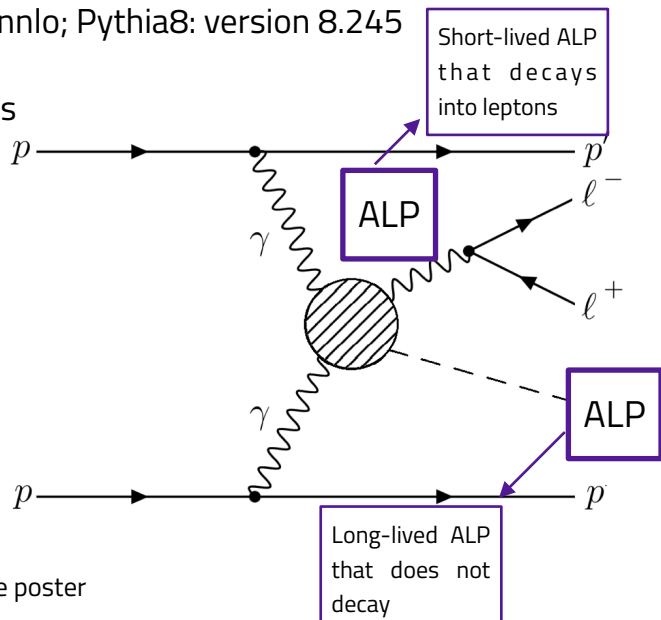 nnlo; Pythia8: version 8.245
Short-lived ALP
that decays
into leptons
s
p
p'
ALP
ℓ⁻
γ
ℓ⁺
γ
ALP
p
p
Long-lived ALP
that does not
decay
e poster